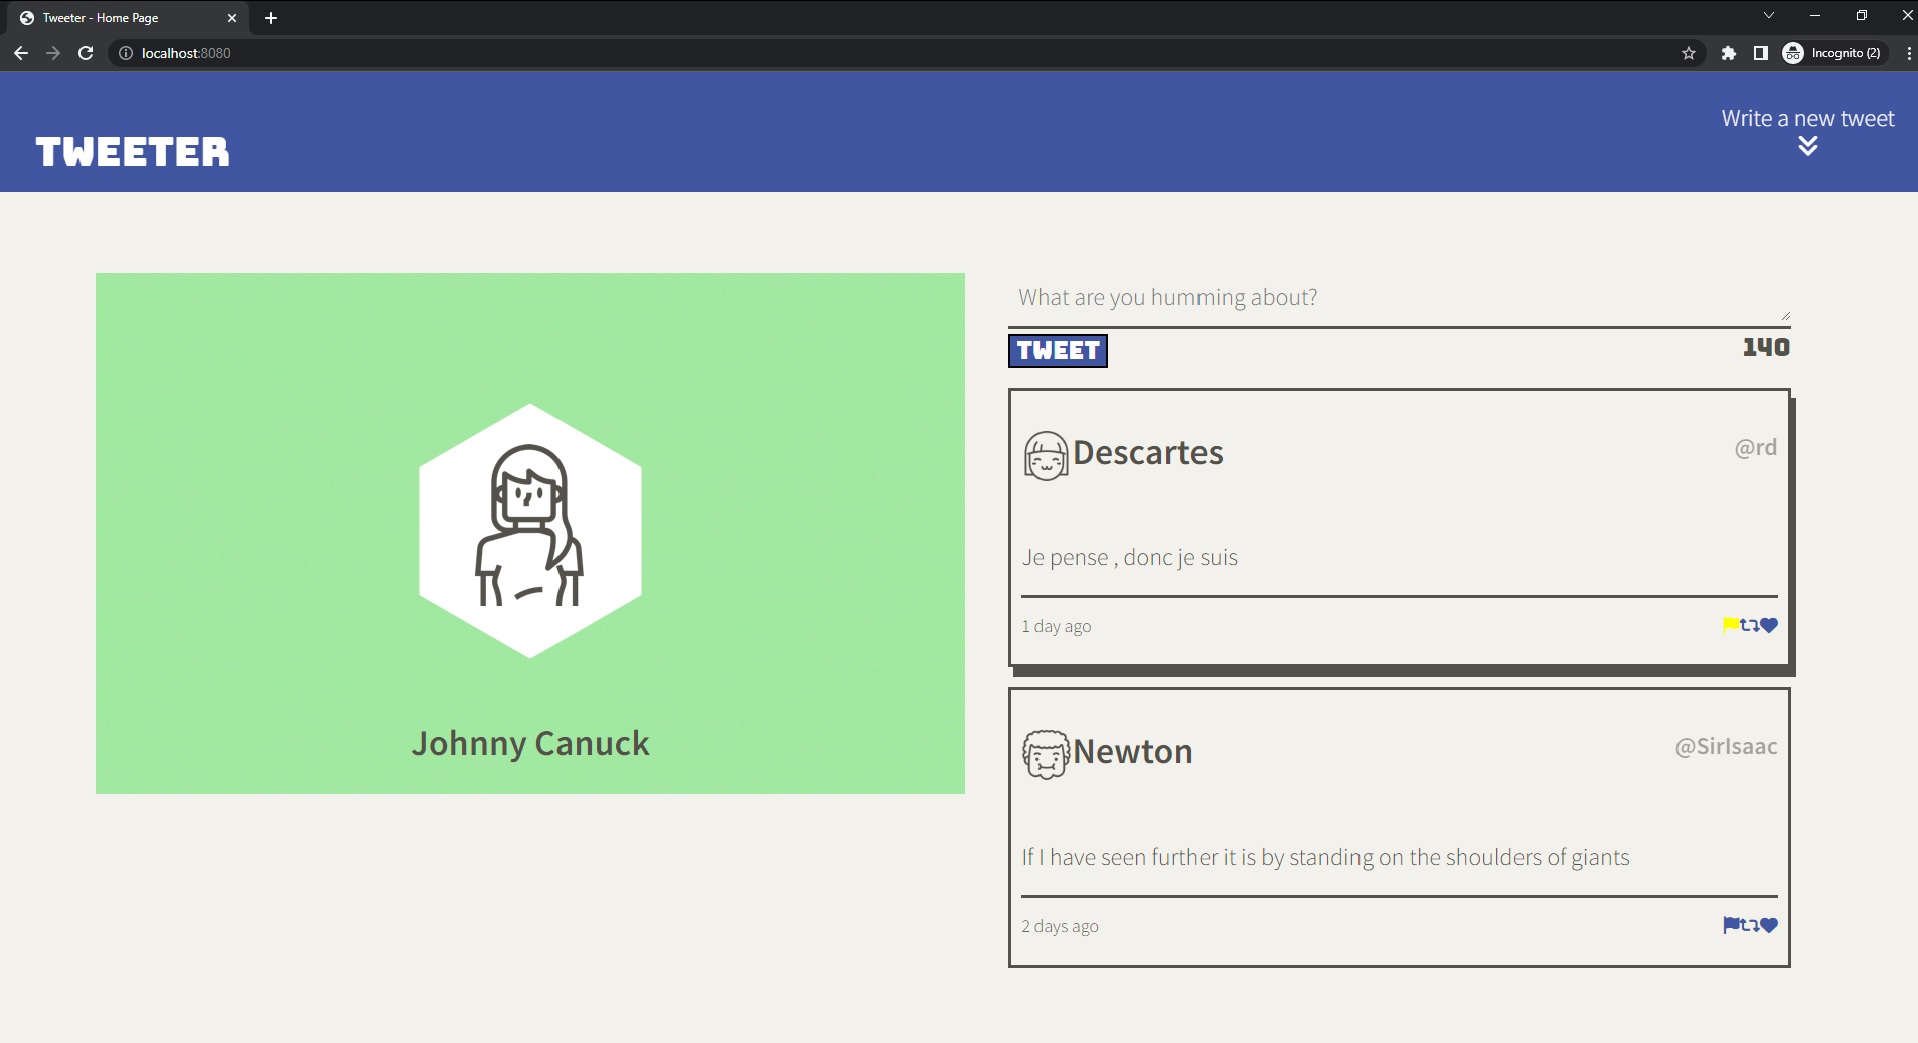 Tweeter - Home Page
localhost:8080
Incognito (2)
TWEETER
Write a new tweet
Johnny Canuck
What are you humming about?
TWEET
140
Descartes
@rd
Je pense , donc je suis
1 day ago
Newton
@SirIsaac
If I have seen further it is by standing on the shoulders of giants
2 days ago